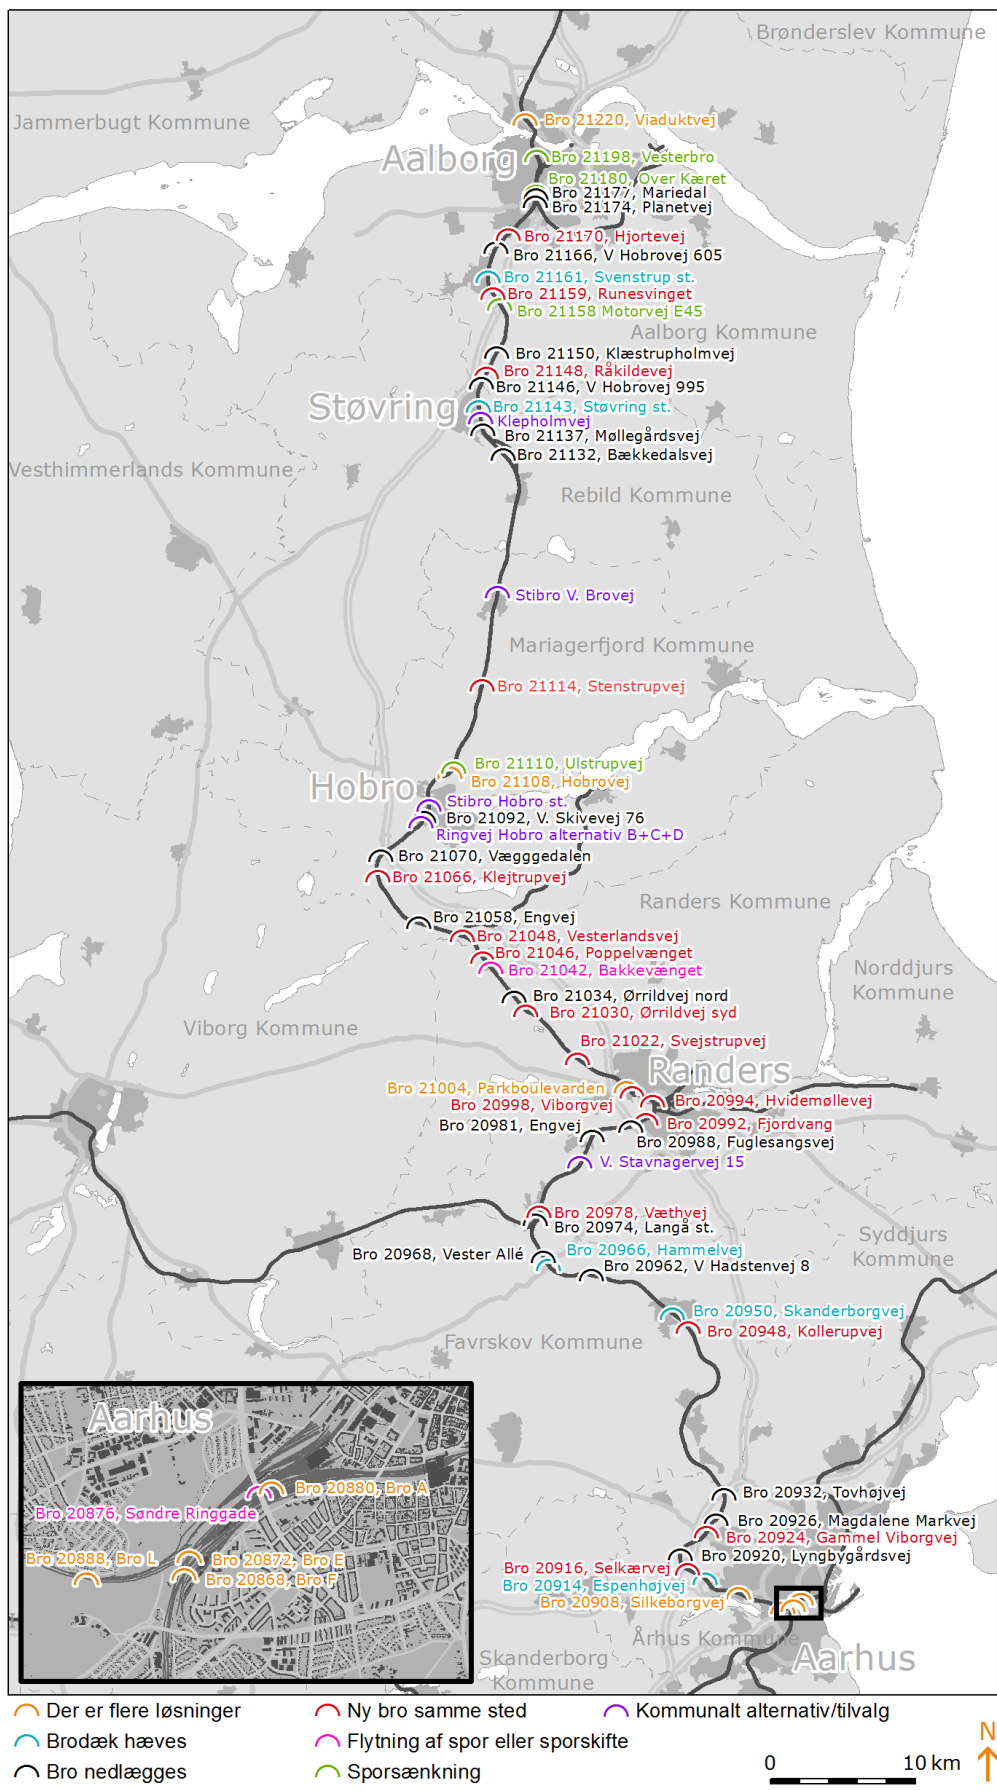 Brønderslev Kommune
Jammerbugt Kommune
Bro 21220, Viaduktvej
Aalborg
Bro 21198, Vesterbro
Bro 21180, Over Kæret
Bro 21177, Mariedal
Bro 21174, Planetvej
Bro 21170, Hjortevej
Bro 21166, V Hobrovej 605
Bro 21161, Svenstrup st.
Bro 21159, Runesvinget
Bro 21158 Motorvej E45
Aalborg Kommune
Bro 21150, Klæstrupholmvej
Bro 21148, Råkildevej
Bro 21146, V Hobrovej 995
Støvring
Bro 21143, Støvring st.
Klepholmvej
Bro 21137, Møllegårdsvej
Bro 21132, Bækkedalsvej
Vesthimmerlands Kommune
Rebild Kommune
Stibro V. Brovej
Mariagerfjord Kommune
Bro 21114, Stenstrupvej
Bro 21110, Ulstrupvej
Bro 21108, Hobrovej
Hobro
Stibro Hobro st.
Bro 21092, V. Skivevej 76
Ringvej Hobro alternativ B+C+D
Bro 21070, Vægggedalen
Bro 21066, Klejtrupvej
Randers Kommune
Bro 21058, Engvej
Bro 21048, Vesterlandsvej
Bro 21046, Poppelvænget
Bro 21042, Bakkevænget
Norddjurs
Kommune
Bro 21034, Ørrildvej nord
Bro 21030, Ørrildvej syd
Viborg Kommune
Bro 21022, Svejstrupvej
Randers
Bro 21004, Parkboulevarden
Bro 20998, Viborgvej
Bro 20994, Hvidemøllevej
Bro 20992, Fjordvang
Bro 20981, Engvej
Bro 20988, Fuglesangsvej
V. Stavnagervej 15
Bro 20978, Væthvej
Bro 20974, Langå st.
Syddjurs
Kommune
Bro 20968, Vester Allé
Bro 20966, Hammelvej
Bro 20962, V Hadstenvej 8
Bro 20950, Skanderborgvej
Bro 20948, Kollerupvej
Favrskov Kommune
Aarhus
Bro 20880, Bro A
Bro 20876, Søndre Ringgade
Bro 20888, Bro L
Bro 20872, Bro E
Bro 20868, Bro F
Bro 20932, Tovhøjvej
Bro 20926, Magdalene Markvej
Bro 20924, Gammel Viborgvej
Bro 20920, Lyngbygårdsvej
Bro 20916, Selkærvej
Bro 20914, Espenhøjvej
Bro 20908, Silkeborgvej
Århus Kommune
Aarhus
Skanderborg
Kommune
Der er flere løsninger
Ny bro samme sted
Kommunalt alternativ/tilvalg
Brodæk hæves
Flytning af spor eller sporskifte
Bro nedlægges
Sporsænkning
0 10 km
N